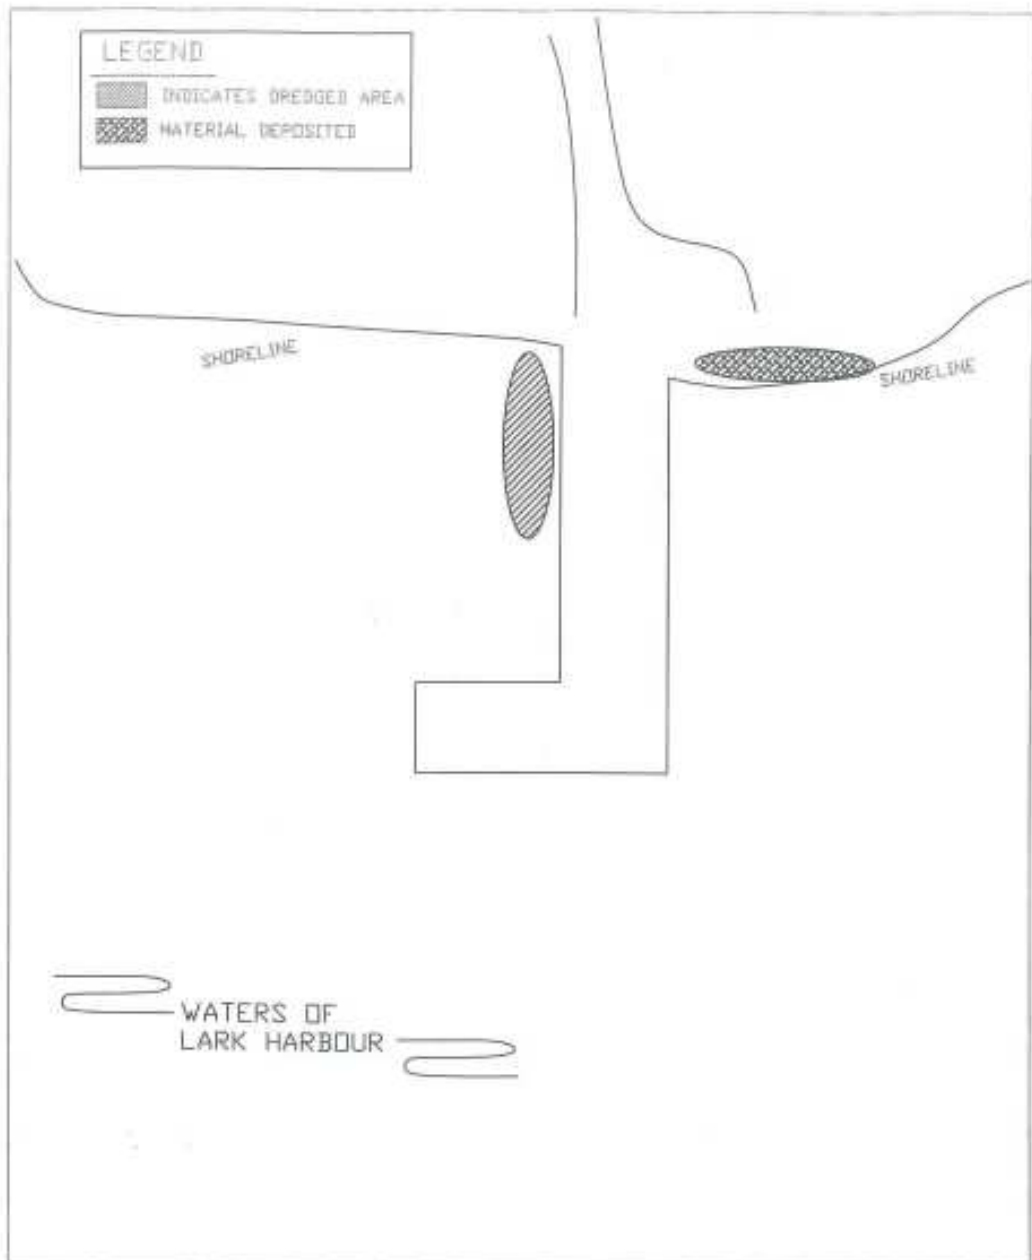 LEGEND
INDICATES DREDGED AREA
MATERIAL DEPOSITED
SHORELINE
SHORELINE
WATERS OF
LARK HARBOUR